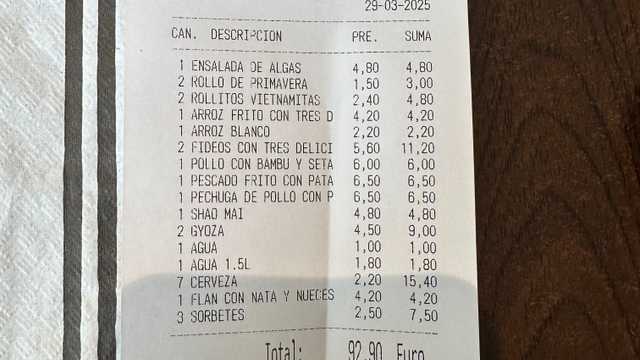 29-03-2025
CAN. DESCRIPCION PRE. SUMA
1 ENSALADA DE ALGAS 4,80 4,80
2 ROLLO DE PRIMAVERA 1,50 3,00
2 ROLLITOS VIETNAMITAS 2,40 4,80
1 ARROZ FRITO CON TRES D 4,20 4,20
1 ARROZ BLANCO 2,20 2,20
2 FIDEOS CON TRES DELICI 5,60 11,20
1 POLLO CON BAMBU Y SETA 6,00 6,00
1 PESCADO FRITO CON PATA 6,50 6,50
1 PECHUGA DE POLLO CON P 6,50 6,50
1 SHAO MAI 4,80 4,80
2 GYOZA 4,50 9,00
1 AGUA 1,00 1,00
1 AGUA 1.5L 1,80 1,80
7 CERVEZA 2,20 15,40
1 FLAN CON NATA Y NUECES 4,20 4,20
3 SORBETES 2,50 7,50
Total: 92,90 Euro